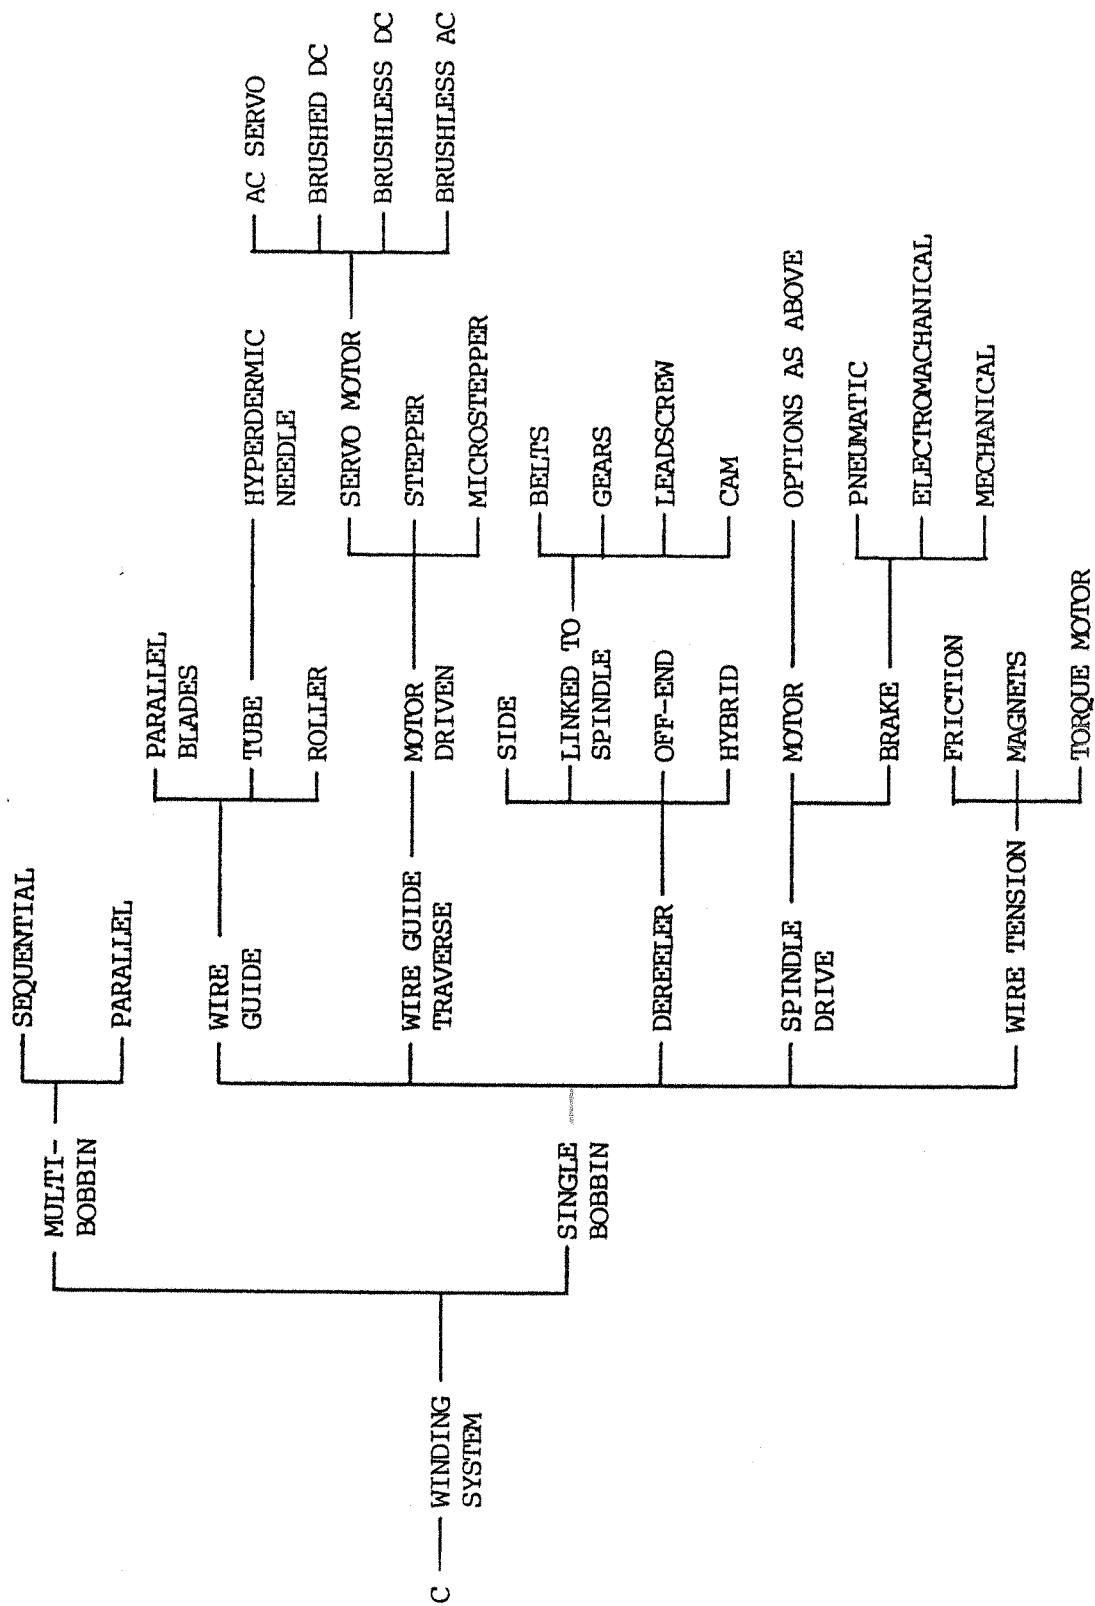 C
WINDING
SYSTEM
MULTI-
BOBBIN
SEQUENTIAL
PARALLEL
SINGLE
BOBBIN
WIRE
GUIDE
PARALLEL
BLADES
TUBE
HYPERDERMIC
NEEDLE
ROLLER
WIRE GUIDE
TRAVERSE
MOTOR
DRIVEN
SERVO MOTOR
AC SERVO
BRUSHED DC
BRUSHLESS DC
BRUSHLESS AC
STEPPER
MICROSTEPPER
DEREELER
SIDE
LINKED TO
SPINDLE
BELTS
GEARS
LEADSCREW
CAM
OFF-END
HYBRID
SPINDLE
DRIVE
MOTOR
OPTIONS AS ABOVE
BRAKE
PNEUMATIC
ELECTROMACHANICAL
MECHANICAL
WIRE TENSION
FRICTION
MAGNETS
TORQUE MOTOR